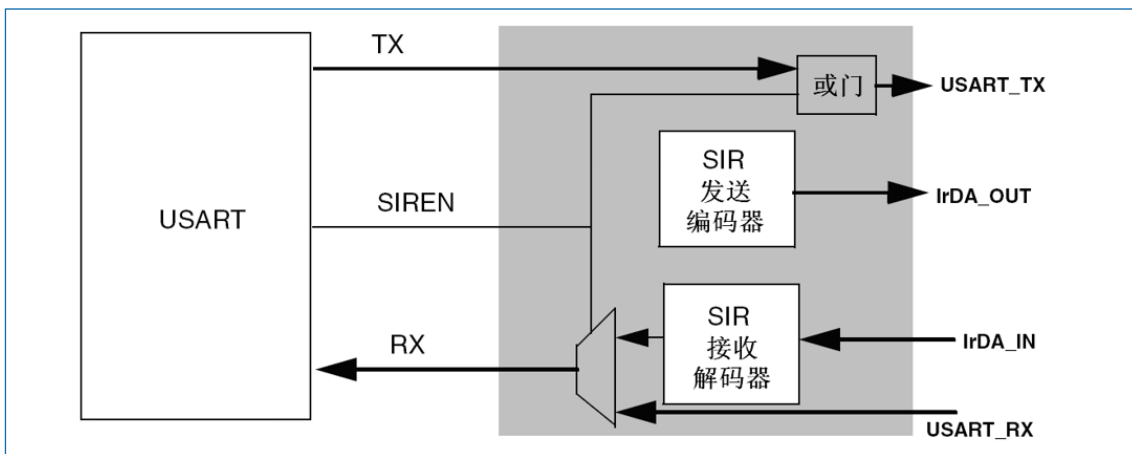 TX
或门
USART_TX
SIR
发送
编码器
IrDA_OUT
USART
SIREN
SIR
接收
解码器
IrDA_IN
RX
USART_RX